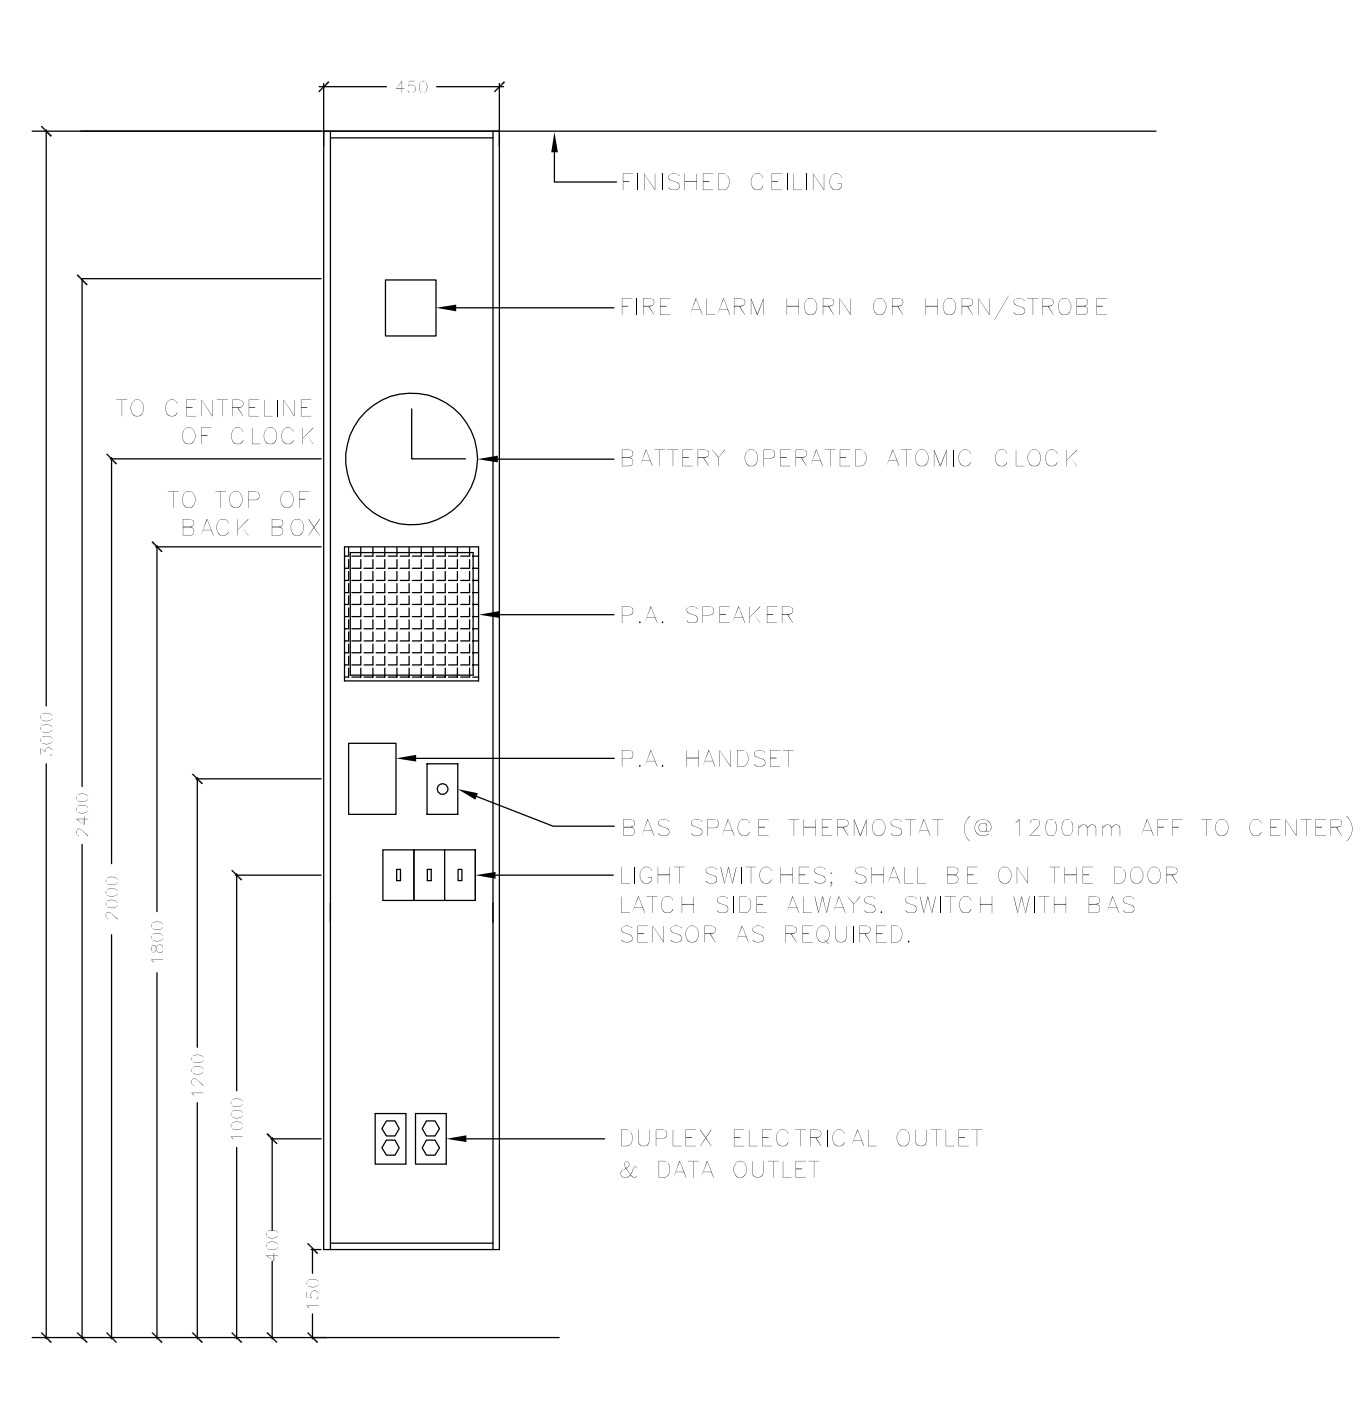 450
FINISHED CEILING
FIRE ALARM HORN OR HORN/STROBE
TO CENTRELINE
OF CLOCK
BATTERY OPERATED ATOMIC CLOCK
TO TOP OF
BACK BOX
P.A. SPEAKER
3000
P.A. HANDSET
2400
BAS SPACE THERMOSTAT (@ 1200mm AFF TO CENTER)
LIGHT SWITCHES; SHALL BE ON THE DOOR
LATCH SIDE ALWAYS. SWITCH WITH BAS
SENSOR AS REQUIRED.
2000
1800
1200
1000
DUPLEX ELECTRICAL OUTLET
& DATA OUTLET
400
150